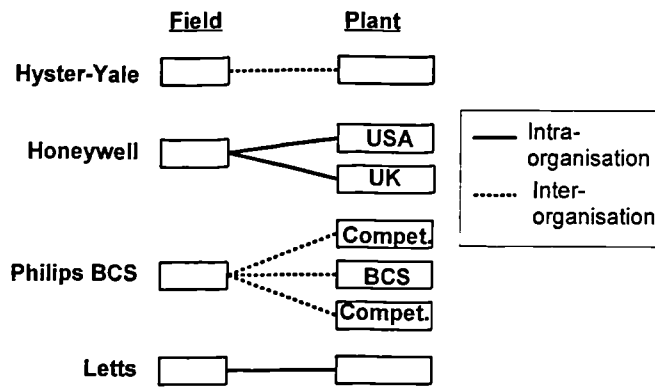 Field Plant
Hyster-Yale
Honeywell
USA
UK
Intra-
organisation
Inter-
organisation
Philips BCS
Compet.
BCS
Compet.
Letts